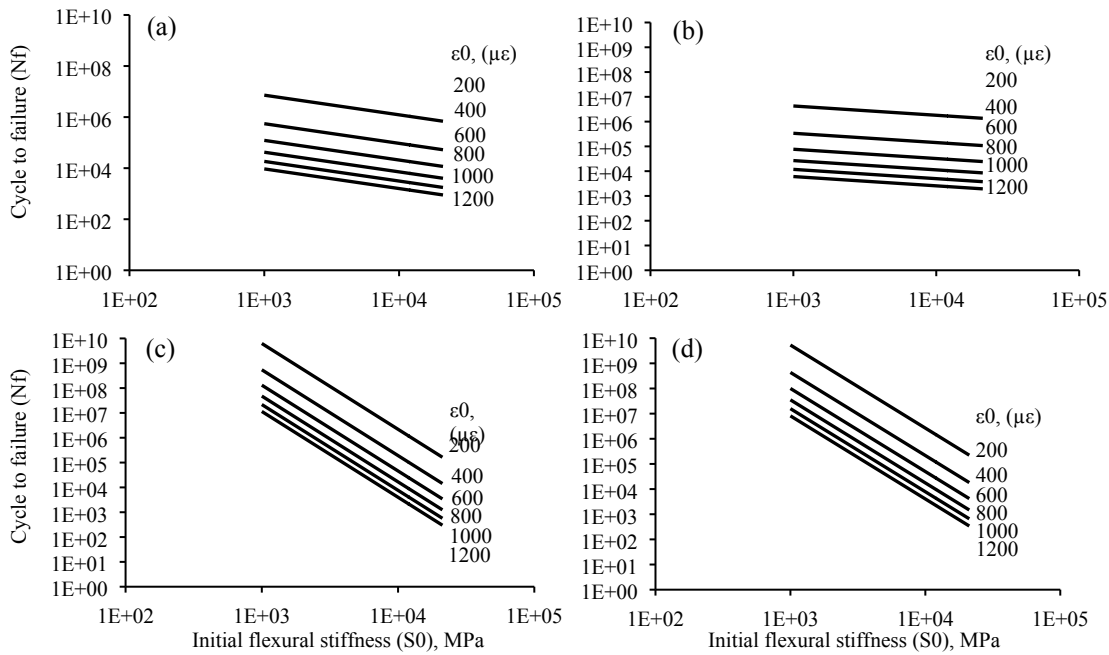 (a)
Cycle to failure (Nf)
1E+10
1E+08
1E+06
1E+04
1E+02
1E+00
1E+02
1E+03
1E+04
1E+05
ε0, (µε)
200
400
600
800
1000
1200
(b)
1E+10
1E+09
1E+08
1E+07
1E+06
1E+05
1E+04
1E+03
1E+02
1E+01
1E+00
1E+02
1E+03
1E+04
1E+05
ε0, (µε)
200
400
600
800
1000
1200
(c)
Cycle to failure (Nf)
1E+10
1E+09
1E+08
1E+07
1E+06
1E+05
1E+04
1E+03
1E+02
1E+01
1E+00
1E+02
1E+03
1E+04
1E+05
Initial flexural stiffness (S0), MPa
ε0,
(µε)
200
400
600
800
1000
1200
(d)
1E+10
1E+09
1E+08
1E+07
1E+06
1E+05
1E+04
1E+03
1E+02
1E+01
1E+00
1E+02
1E+03
1E+04
1E+05
Initial flexural stiffness (S0), MPa
ε0, (µε)
200
400
600
800
1000
1200